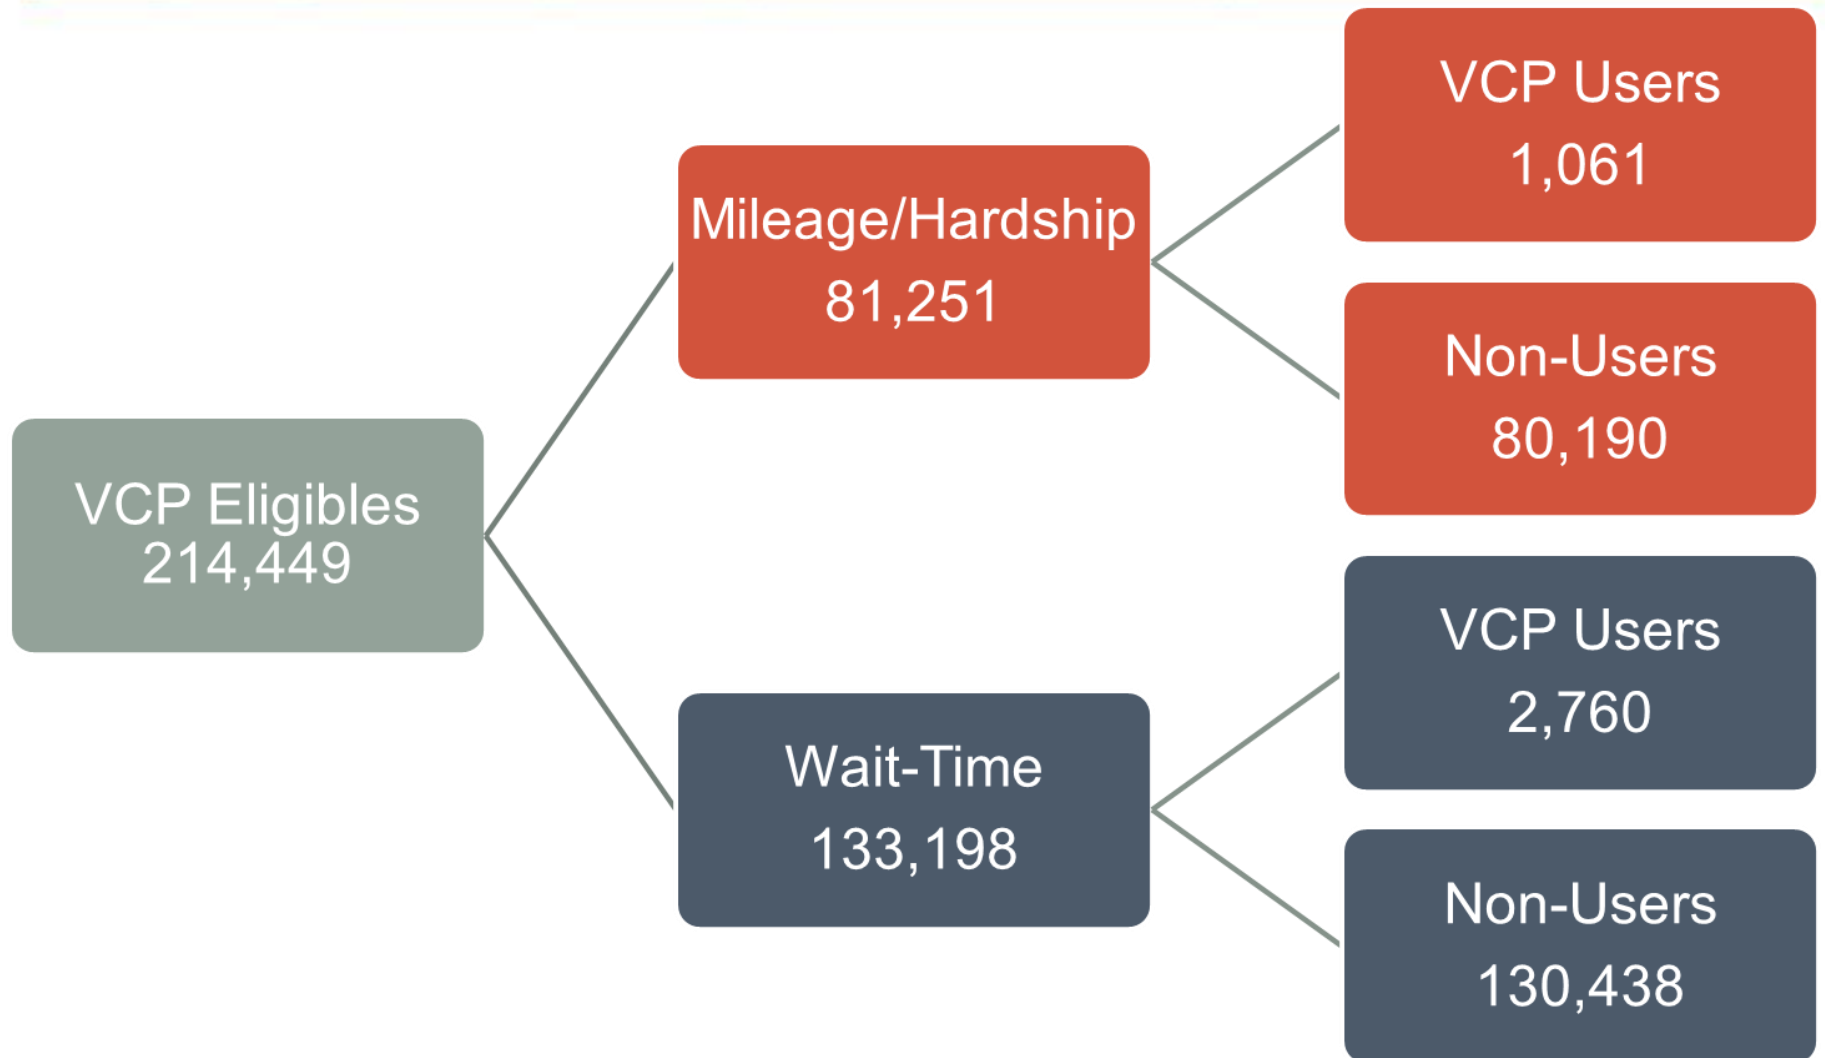 VCP Eligibles
214,449
Mileage/Hardship
81,251
VCP Users
1,061
Non-Users
80,190
Wait-Time
133,198
VCP Users
2,760
Non-Users
130,438